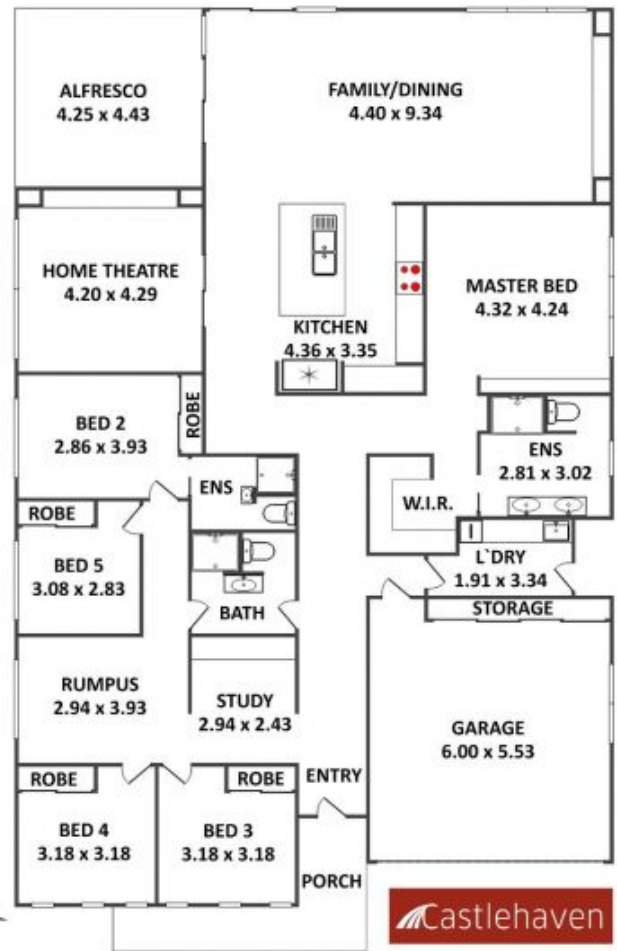 ALFRESCO
4.25 x 4.43
FAMILY/DINING
4.40 x 9.34
HOME THEATRE
4.20 x 4.29
KITCHEN
4.36 x 3.35
MASTER BED
4.32 x 4.24
BED 2
2.86 x 3.93
ROBE
ENS
ENS
2.81 x 3.02
W.I.R.
ROBE
BED 5
3.08 x 2.83
BATH
L`DRY
1.91 x 3.34
STORAGE
RUMPUS
2.94 x 3.93
STUDY
2.94 x 2.43
GARAGE
6.00 x 5.53
ROBE
ROBE
ENTRY
BED 4
3.18 x 3.18
BED 3
3.18 x 3.18
PORCH
Castlehaven